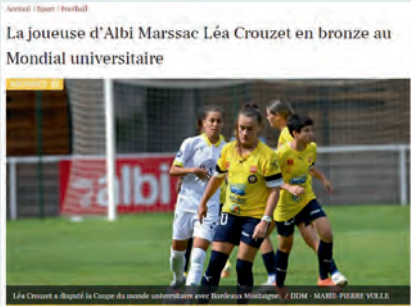 Accueil / Sport / Football
La joueuse d'Albi Marssac Léa Crouzet en bronze au
Mondial universitaire
albi
Léa Crouzet a disputé la Coupe du monde universitaire avec Bordeaux Montaigne. / DDM - MARIE-PIERRE VOLLE